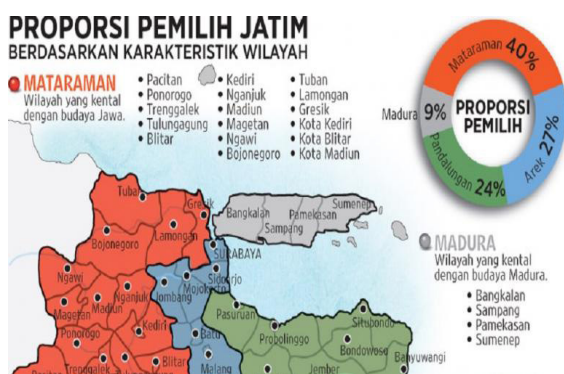 PROPORSI PEMILIH JATIM
BERDASARKAN KARAKTERISTIK WILAYAH
MATARAMAN
Wilayah yang kental
dengan budaya Jawa.
• Pacitan
• Ponorogo
• Trenggalek
• Tulungagung
• Blitar
• Kediri
• Nganjuk
• Madiun
• Magetan
• Ngawi
• Bojonegoro
• Tuban
• Lamongan
• Gresik
• Kota Kediri
• Kota Blitar
• Kota Madiun
Mataraman 40%
Madura 9%
PROPORSI
PEMILIH
Arek 27%
Pandalungan 24%
MADURA
Wilayah yang kental
dengan budaya Madura.
• Bangkalan
• Sampang
• Pamekasan
• Sumenep
Tuban
Gresik
Bojonegoro
Lamongan
Bangkalan
Sampang
Pamekasan
Sumenep
SURABAYA
Sidoarjo
Ngawi
Nganjuk
Jombang
Mojokerto
Magetan
Madiun
Ponorogo
Kediri
Batu
Pasuruan
Probolinggo
Situbondo
Bondowoso
Banyuwangi
Trenggalek
Blitar
Malang
Jember